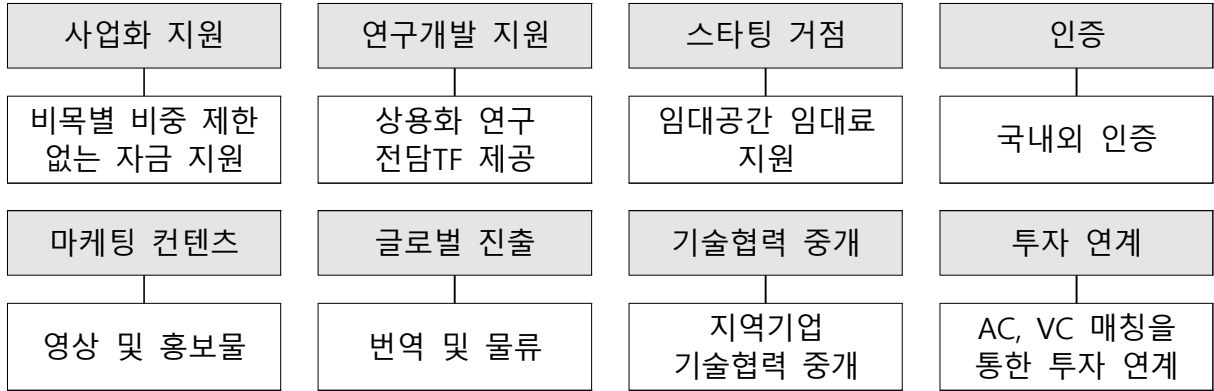 사업화 지원
연구개발 지원
스타팅 거점
인증
비목별 비중 제한
없는 자금 지원
상용화 연구
전담TF 제공
임대공간 임대료
지원
국내외 인증
마케팅 컨텐츠
글로벌 진출
기술협력 중개
투자 연계
영상 및 홍보물
번역 및 물류
지역기업
기술협력 중개
AC, VC 매칭을
통한 투자 연계